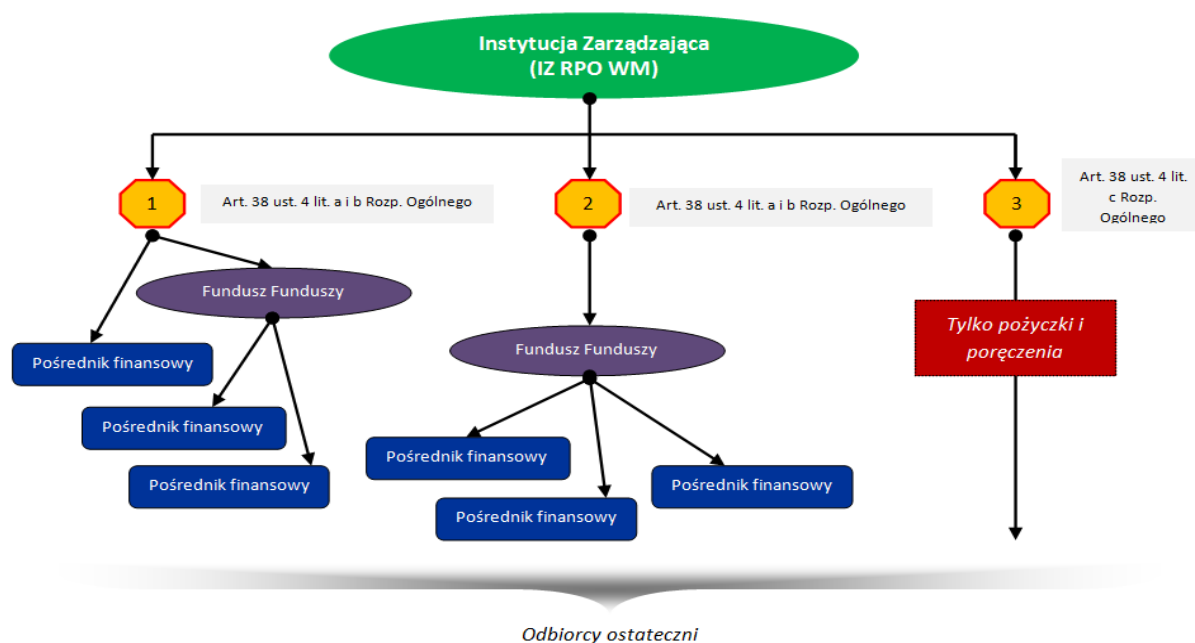 Instytucja Zarządzająca
(IZ RPO WM)
1
Art. 38 ust. 4 lit. a i b Rozp. Ogólnego
2
Art. 38 ust. 4 lit. a i b Rozp. Ogólnego
3
Art. 38 ust. 4 lit.
c Rozp.
Ogólnego
Fundusz Funduszy
Pośrednik finansowy
Pośrednik finansowy
Pośrednik finansowy
Fundusz Funduszy
Pośrednik finansowy
Pośrednik finansowy
Pośrednik finansowy
Tylko pożyczki i
poręczenia
Odbiorcy ostateczni